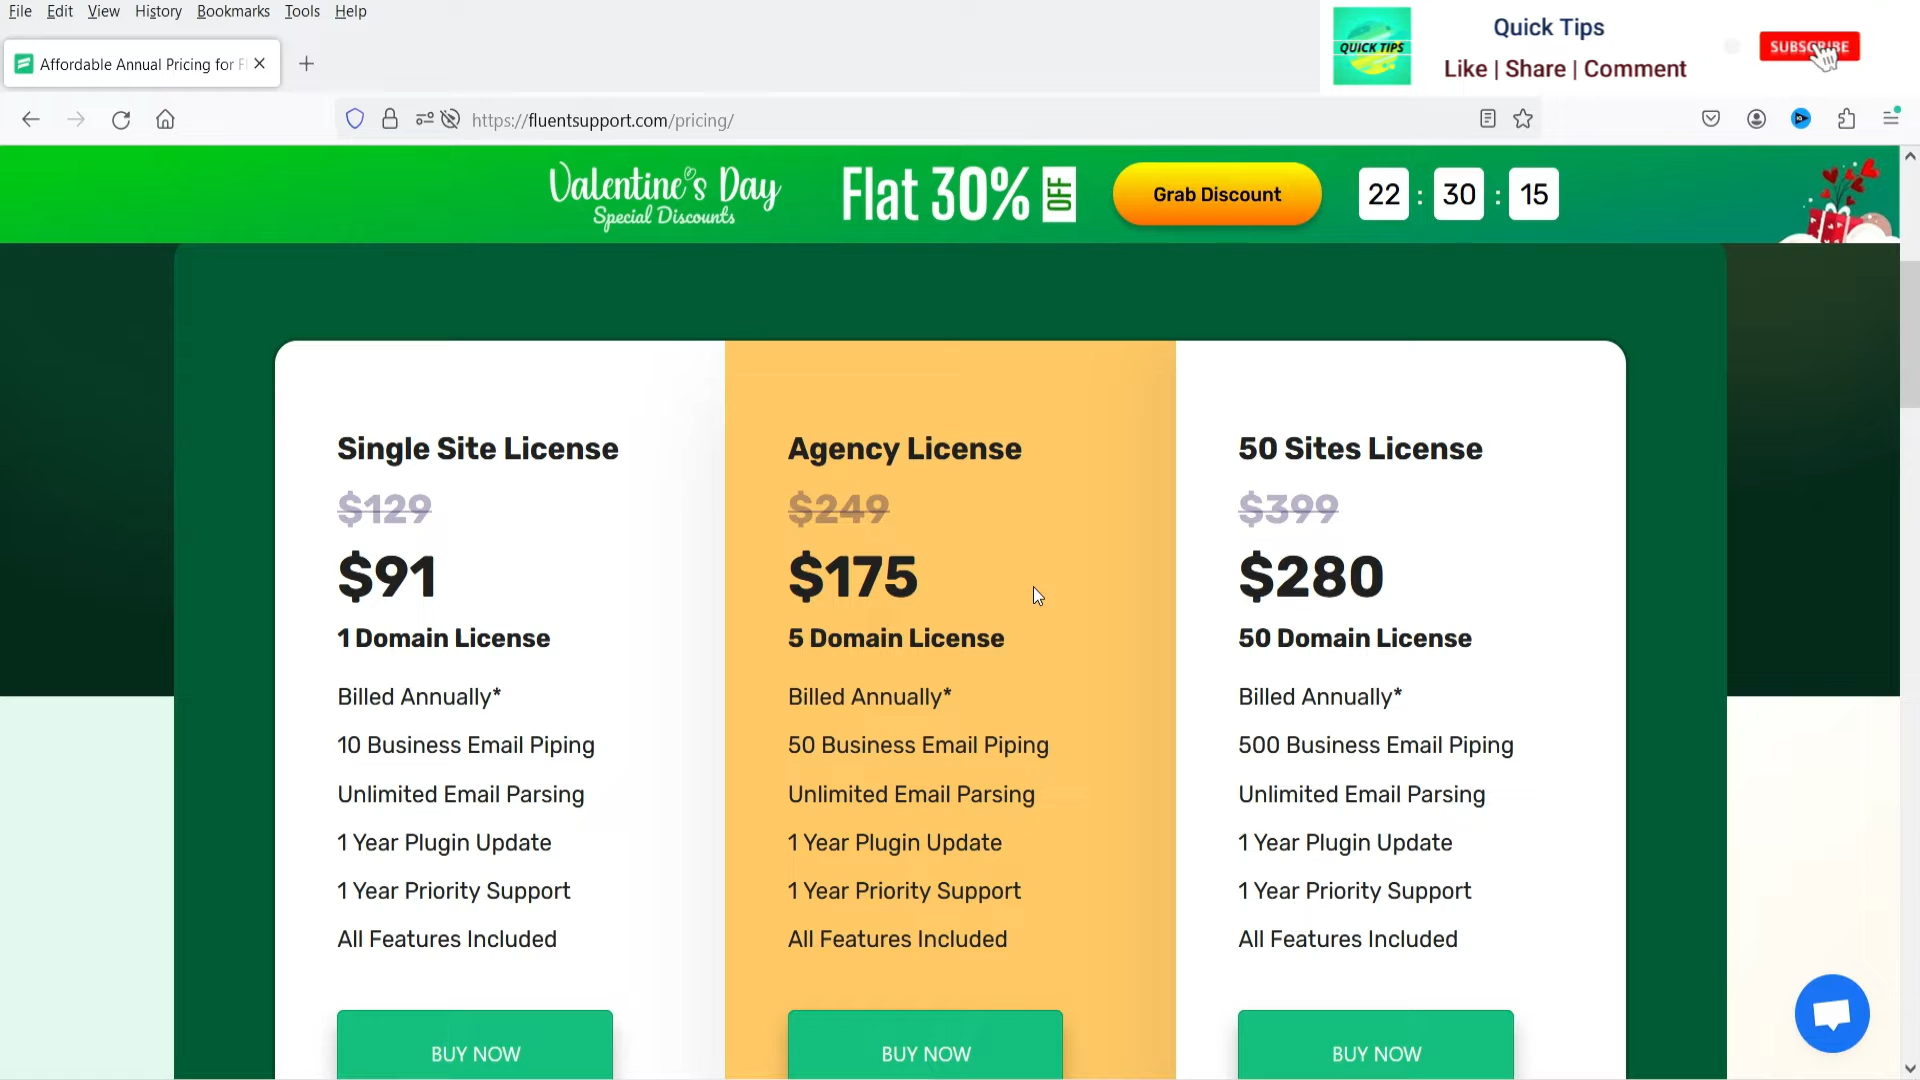 File Edit View History Bookmarks Tools Help
QUICK TIPS
Quick Tips
Like | Share | Comment
SUBSCRIBE
Affordable Annual Pricing for Fl
https://fluentsupport.com/pricing/
Valentine's Day
Special Discounts
Flat 30% OFF
Grab Discount
22 : 30 : 15
Single Site License
$129
$91
1 Domain License
Billed Annually*
10 Business Email Piping
Unlimited Email Parsing
1 Year Plugin Update
1 Year Priority Support
All Features Included
BUY NOW
Agency License
$249
$175
5 Domain License
Billed Annually*
50 Business Email Piping
Unlimited Email Parsing
1 Year Plugin Update
1 Year Priority Support
All Features Included
BUY NOW
50 Sites License
$399
$280
50 Domain License
Billed Annually*
500 Business Email Piping
Unlimited Email Parsing
1 Year Plugin Update
1 Year Priority Support
All Features Included
BUY NOW